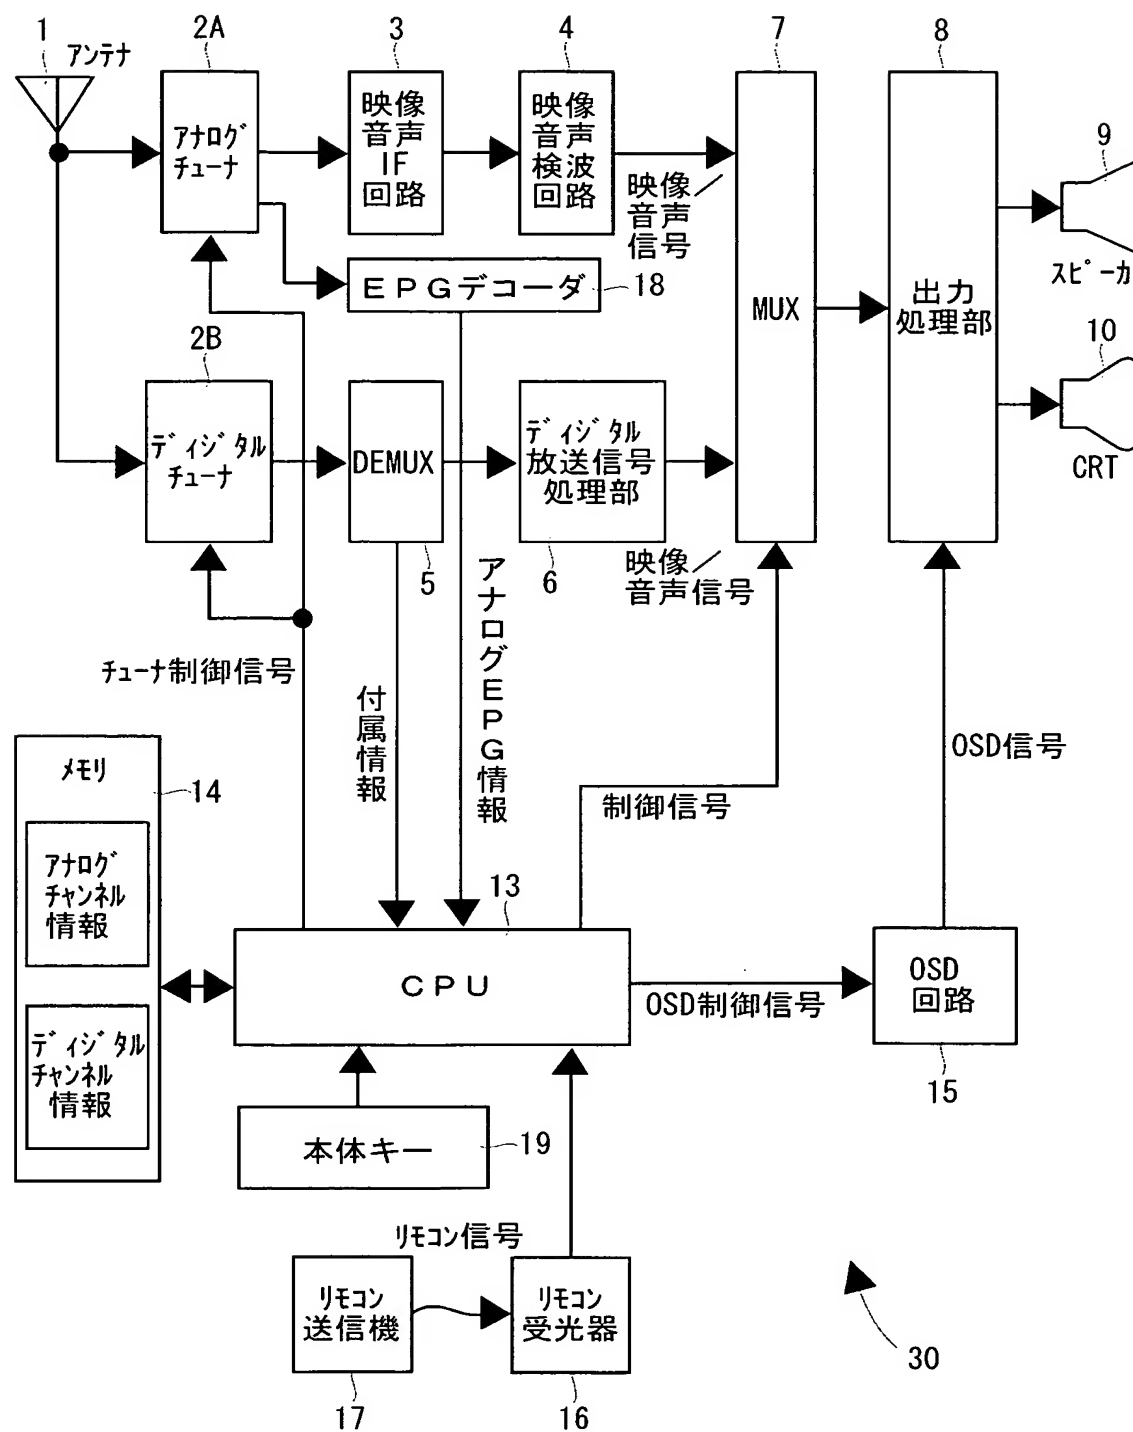 1
アンテナ
2A
アナログ
チューナ
3
映像
音声
IF
回路
4
映像
音声
検波
回路
7
MUX
8
出力
処理部
9
スピーカ
10
CRT
映像/
音声
信号
EPGデコーダ
18
2B
ディジタル
チューナ
DEMUX
5
ディジタル
放送信号
処理部
6
映像/
音声信号
チューナ制御信号
付属情報
アナログEPG情報
制御信号
OSD信号
メモリ
14
アナログ
チャンネル
情報
ディジタル
チャンネル
情報
13
CPU
OSD制御信号
OSD
回路
15
本体キー
19
リモコン信号
リモコン
送信機
17
リモコン
受光器
16
30